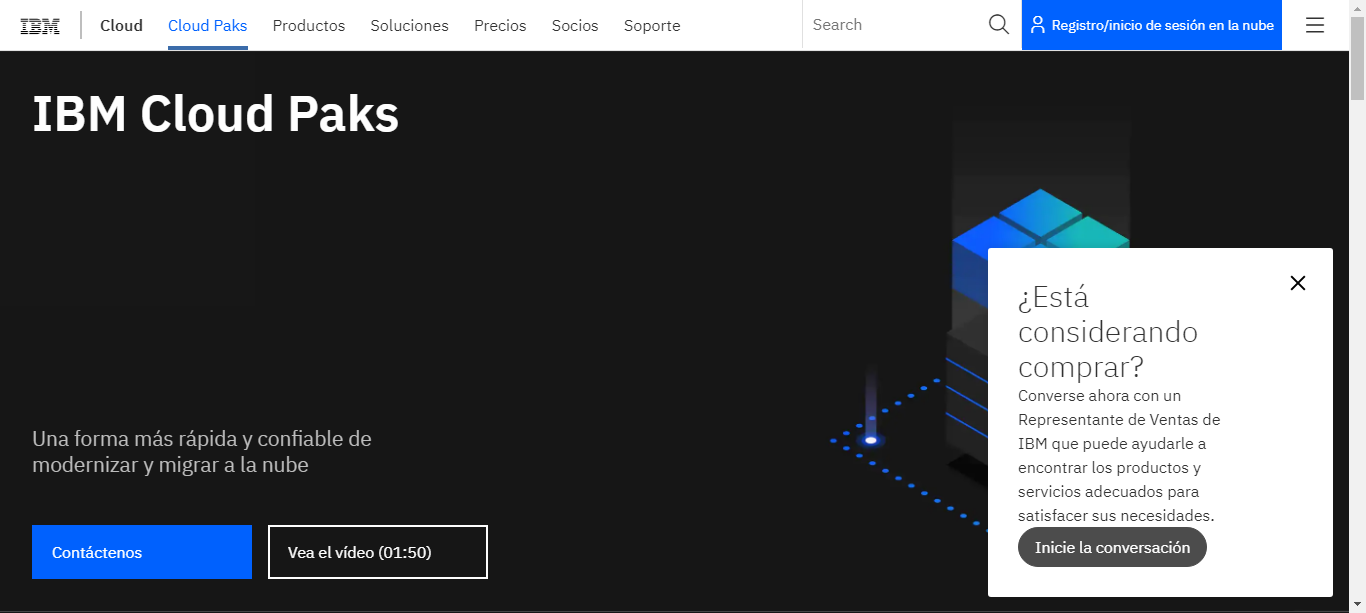 IBM Cloud Cloud Paks Productos Soluciones Precios Socios Soporte Search Registro/inicio de sesión en la nube
IBM Cloud Paks
Una forma más rápida y confiable de
modernizar y migrar a la nube
Contáctenos Vea el vídeo (01:50)
¿Está
considerando
comprar?
Converse ahora con un
Representante de Ventas de
IBM que puede ayudarle a
encontrar los productos y
servicios adecuados para
satisfacer sus necesidades.
Inicie la conversación